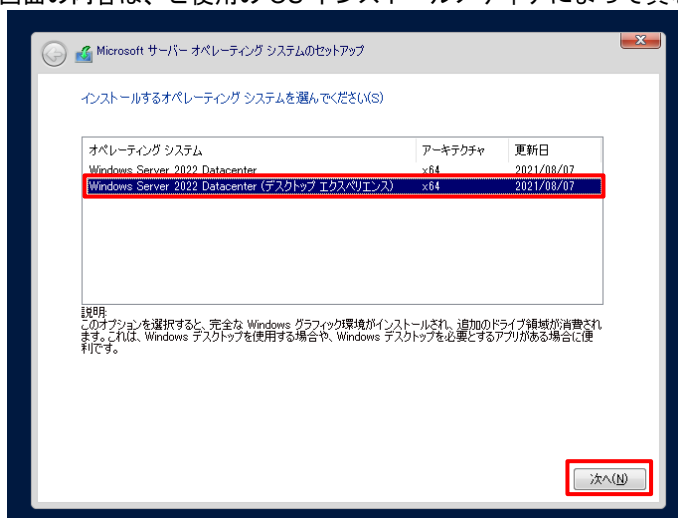 Microsoft サーバー オペレーティング システムのセットアップ
インストールするオペレーティング システムを選んでください(S)
オペレーティング システム アーキテクチャ 更新日
Windows Server 2022 Datacenter x64 2021/08/07
Windows Server 2022 Datacenter (デスクトップ エクスペリエンス) x64 2021/08/07
説明:
このオプションを選択すると、完全な Windows グラフィック環境がインストールされ、追加のドライブ領域が消費され
ます。これは、Windows デスクトップを使用する場合や、Windows デスクトップを必要とするアプリがある場合に便
利です。
次へ(N)